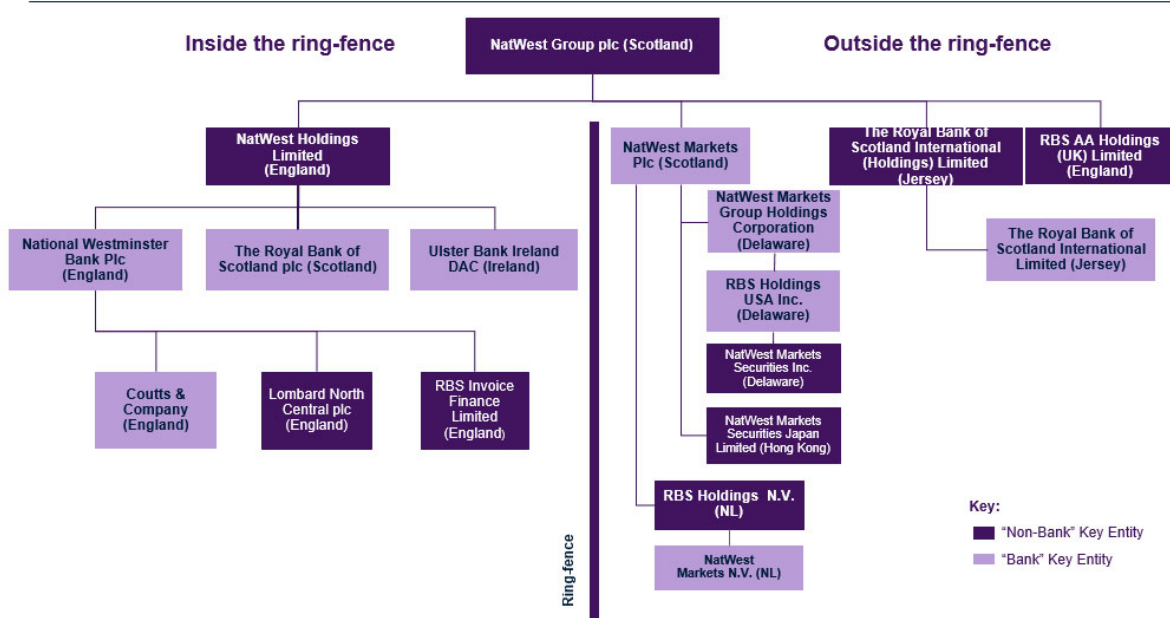 Inside the ring-fence
NatWest Group plc (Scotland)
Outside the ring-fence
NatWest Holdings
Limited
(England)
NatWest Markets
Plc (Scotland)
The Royal Bank of
Scotland International
(Holdings) Limited
(Jersey)
RBS AA Holdings
(UK) Limited
(England)
National Westminster
Bank Plc
(England)
The Royal Bank of
Scotland plc (Scotland)
Ulster Bank Ireland
DAC (Ireland)
NatWest Markets
Group Holdings
Corporation
(Delaware)
The Royal Bank of
Scotland International
Limited (Jersey)
RBS Holdings
USA Inc.
(Delaware)
Coutts &
Company
(England)
Lombard North
Central plc
(England)
RBS Invoice
Finance
Limited
(England)
NatWest Markets
Securities Inc.
(Delaware)
NatWest Markets
Securities Japan
Limited (Hong Kong)
RBS Holdings N.V.
(NL)
NatWest
Markets N.V. (NL)
Ring-fence
Key:
“Non-Bank” Key Entity
“Bank” Key Entity